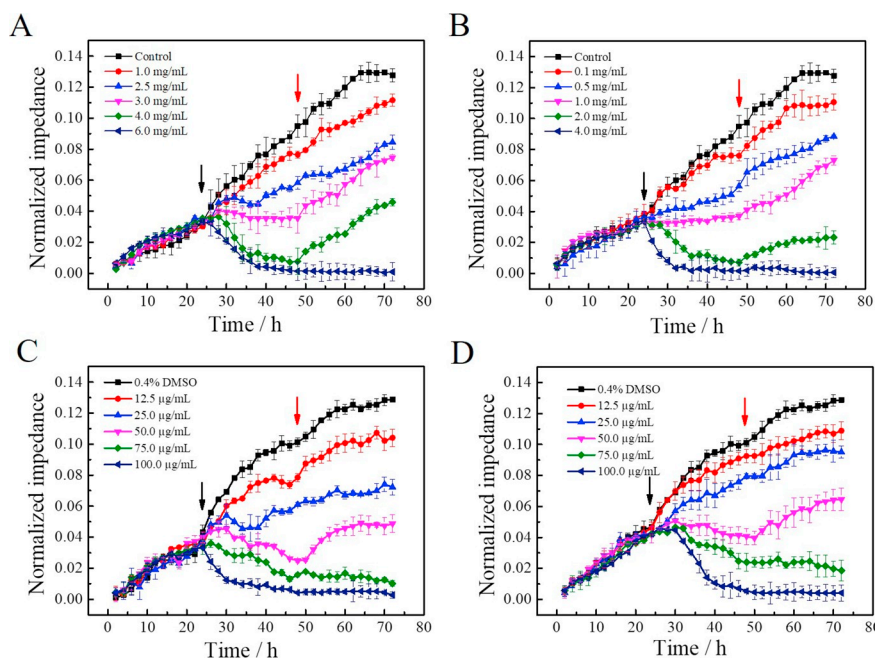 A
Normalized impedance
0.14
0.12
0.10
0.08
0.06
0.04
0.02
0.00
Control
1.0 mg/mL
2.5 mg/mL
3.0 mg/mL
4.0 mg/mL
6.0 mg/mL
0 10 20 30 40 50 60 70 80
Time / h
B
Normalized impedance
0.14
0.12
0.10
0.08
0.06
0.04
0.02
0.00
Control
0.1 mg/mL
0.5 mg/mL
1.0 mg/mL
2.0 mg/mL
4.0 mg/mL
0 10 20 30 40 50 60 70 80
Time / h
C
Normalized impedance
0.14
0.12
0.10
0.08
0.06
0.04
0.02
0.00
0.4% DMSO
12.5 µg/mL
25.0 µg/mL
50.0 µg/mL
75.0 µg/mL
100.0 µg/mL
0 10 20 30 40 50 60 70 80
Time / h
D
Normalized impedance
0.14
0.12
0.10
0.08
0.06
0.04
0.02
0.00
0.4% DMSO
12.5 µg/mL
25.0 µg/mL
50.0 µg/mL
75.0 µg/mL
100.0 µg/mL
0 10 20 30 40 50 60 70 80
Time / h